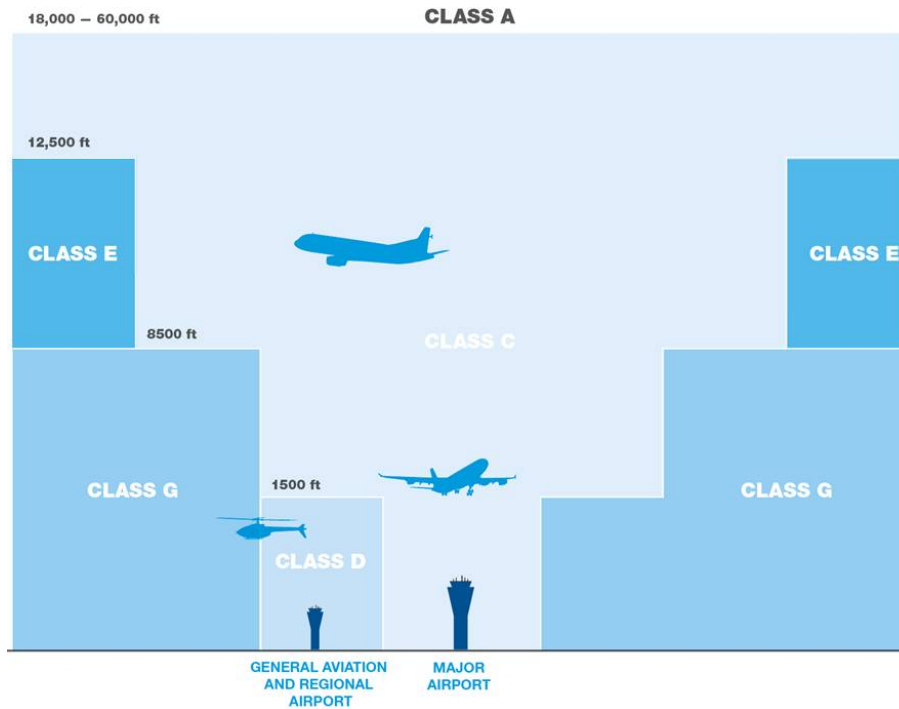 18,000 – 60,000 ft
CLASS A
12,500 ft
CLASS E
CLASS E
8500 ft
CLASS C
CLASS G
CLASS G
1500 ft
CLASS D
GENERAL AVIATION
AND REGIONAL
AIRPORT
MAJOR
AIRPORT